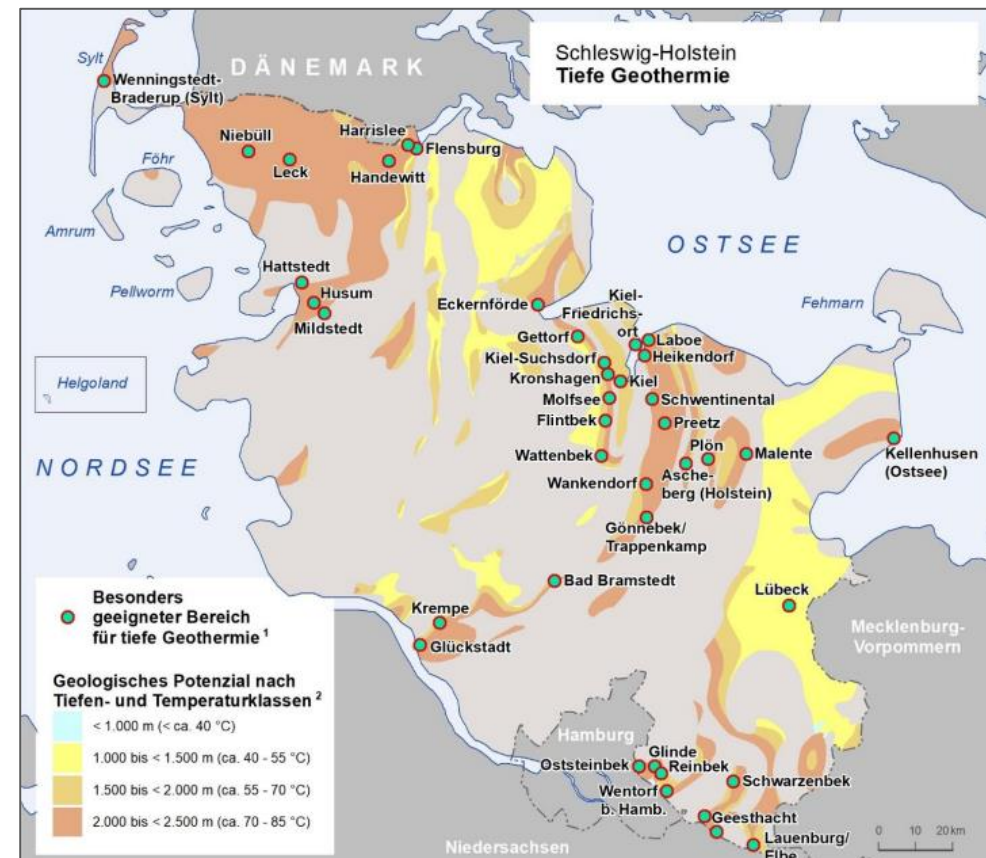 Schleswig-Holstein
Tiefe Geothermie
DÄNEMARK
Sylt
Wenningstedt-
Braderup (Sylt)
Harrislee
Flensburg
Niebüll
Leck
Handewitt
Föhr
Amrum
OSTSEE
Hattstedt
Husum
Mildstedt
Pellworm
Eckernförde
Kiel-
Friedrichs-
ort
Fehmarn
Gettorf
Laboe
Heikendorf
Kiel-Suchsdorf
Kronshagen
Kiel
Helgoland
Molfsee
Schwentinental
Flintbek
Preetz
Plön
Malente
Kellenhusen
(Ostsee)
NORDSEE
Wattenbek
Asche-
berg (Holstein)
Wankendorf
Gönnebek/
Trappenkamp
Bad Bramstedt
Lübeck
Krempe
Glückstadt
Mecklenburg-
Vorpommern
Besonders
geeigneter Bereich
für tiefe Geothermie ¹
Geologisches Potenzial nach
Tiefen- und Temperaturklassen ²
< 1.000 m (< ca. 40 °C)
1.000 bis < 1.500 m (ca. 40 - 55 °C)
1.500 bis < 2.000 m (ca. 55 - 70 °C)
2.000 bis < 2.500 m (ca. 70 - 85 °C)
Hamburg
Glinde
Oststeinbek
Reinbek
Wentorf
b. Hamb.
Schwarzenbek
Geesthacht
Lauenburg/
Elbe
Niedersachsen
0 10 20 km